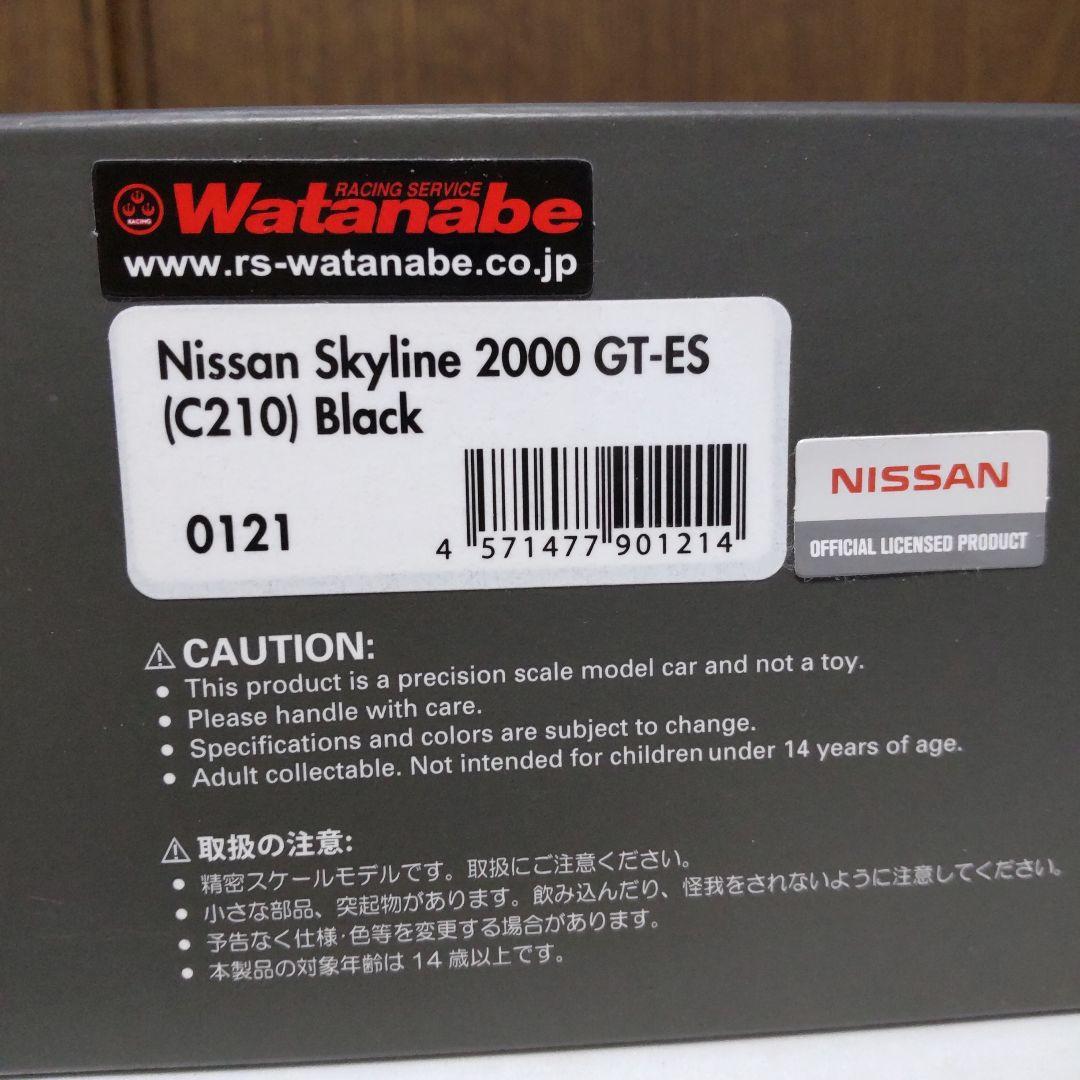 RACING SERVICE
Watanabe
RACING
www.rs-watanabe.co.jp
Nissan Skyline 2000 GT-ES
(C210) Black
0121
4 571477 901214
NISSAN
OFFICIAL LICENSED PRODUCT
⚠ CAUTION:
● This product is a precision scale model car and not a toy.
● Please handle with care.
● Specifications and colors are subject to change.
● Adult collectable. Not intended for children under 14 years of age.
⚠ 取扱の注意:
● 精密スケールモデルです。取扱にご注意ください。
● 小さな部品、突起物があります。飲み込んだり、怪我をされないように注意してください。
● 予告なく仕様・色等を変更する場合があります。
● 本製品の対象年齢は 14 歳以上です。